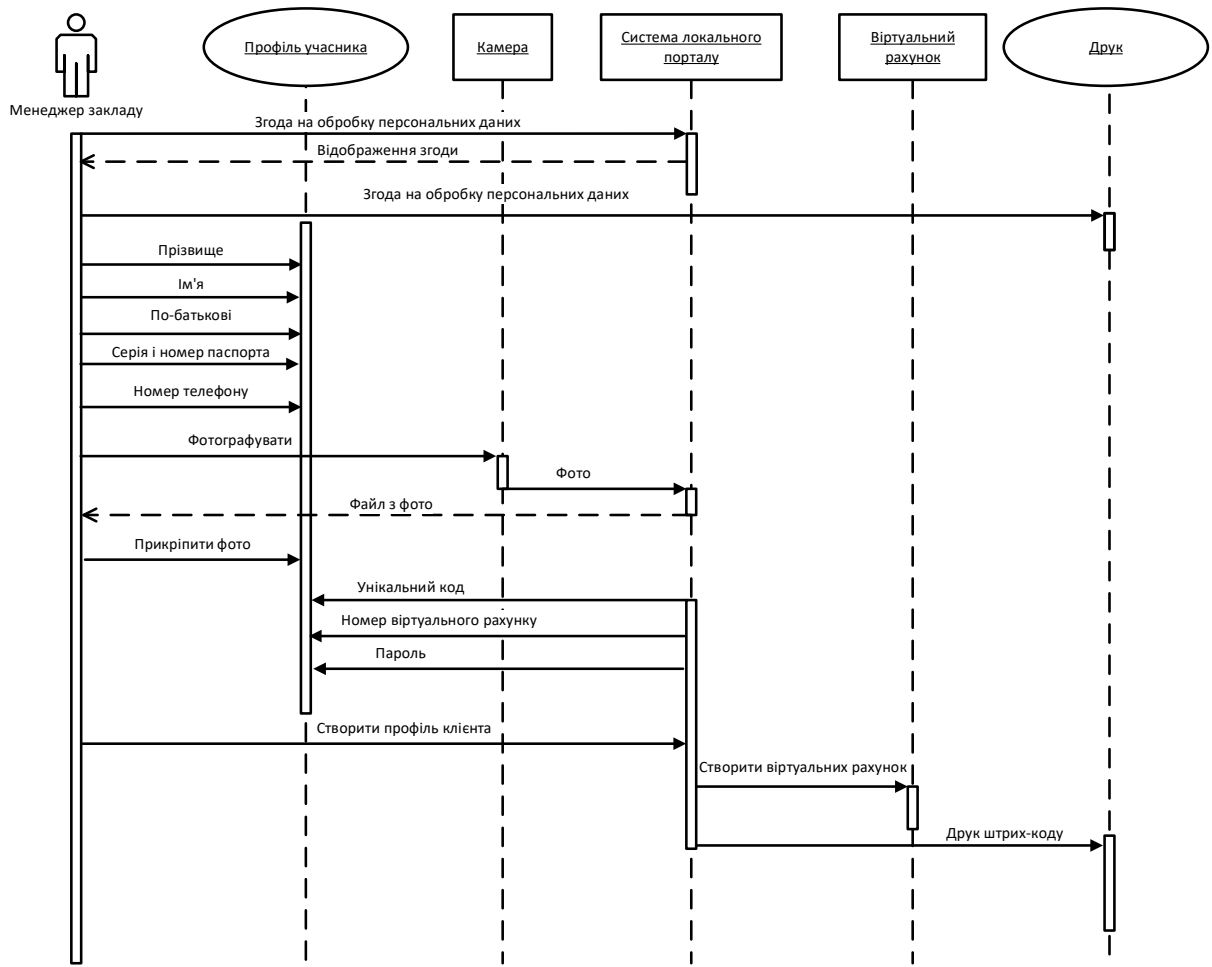 Профіль учасника
Камера
Система локального
порталу
Віртуальний
рахунок
Друк
Менеджер закладу
Згода на обробку персональних даних
Відображення згоди
Згода на обробку персональних даних
Прізвище
Ім'я
По-батькові
Серія і номер паспорта
Номер телефону
Фотографувати
Фото
Файл з фото
Прикріпити фото
Унікальний код
Номер віртуального рахунку
Пароль
Створити профіль клієнта
Створити віртуальних рахунок
Друк штрих-коду